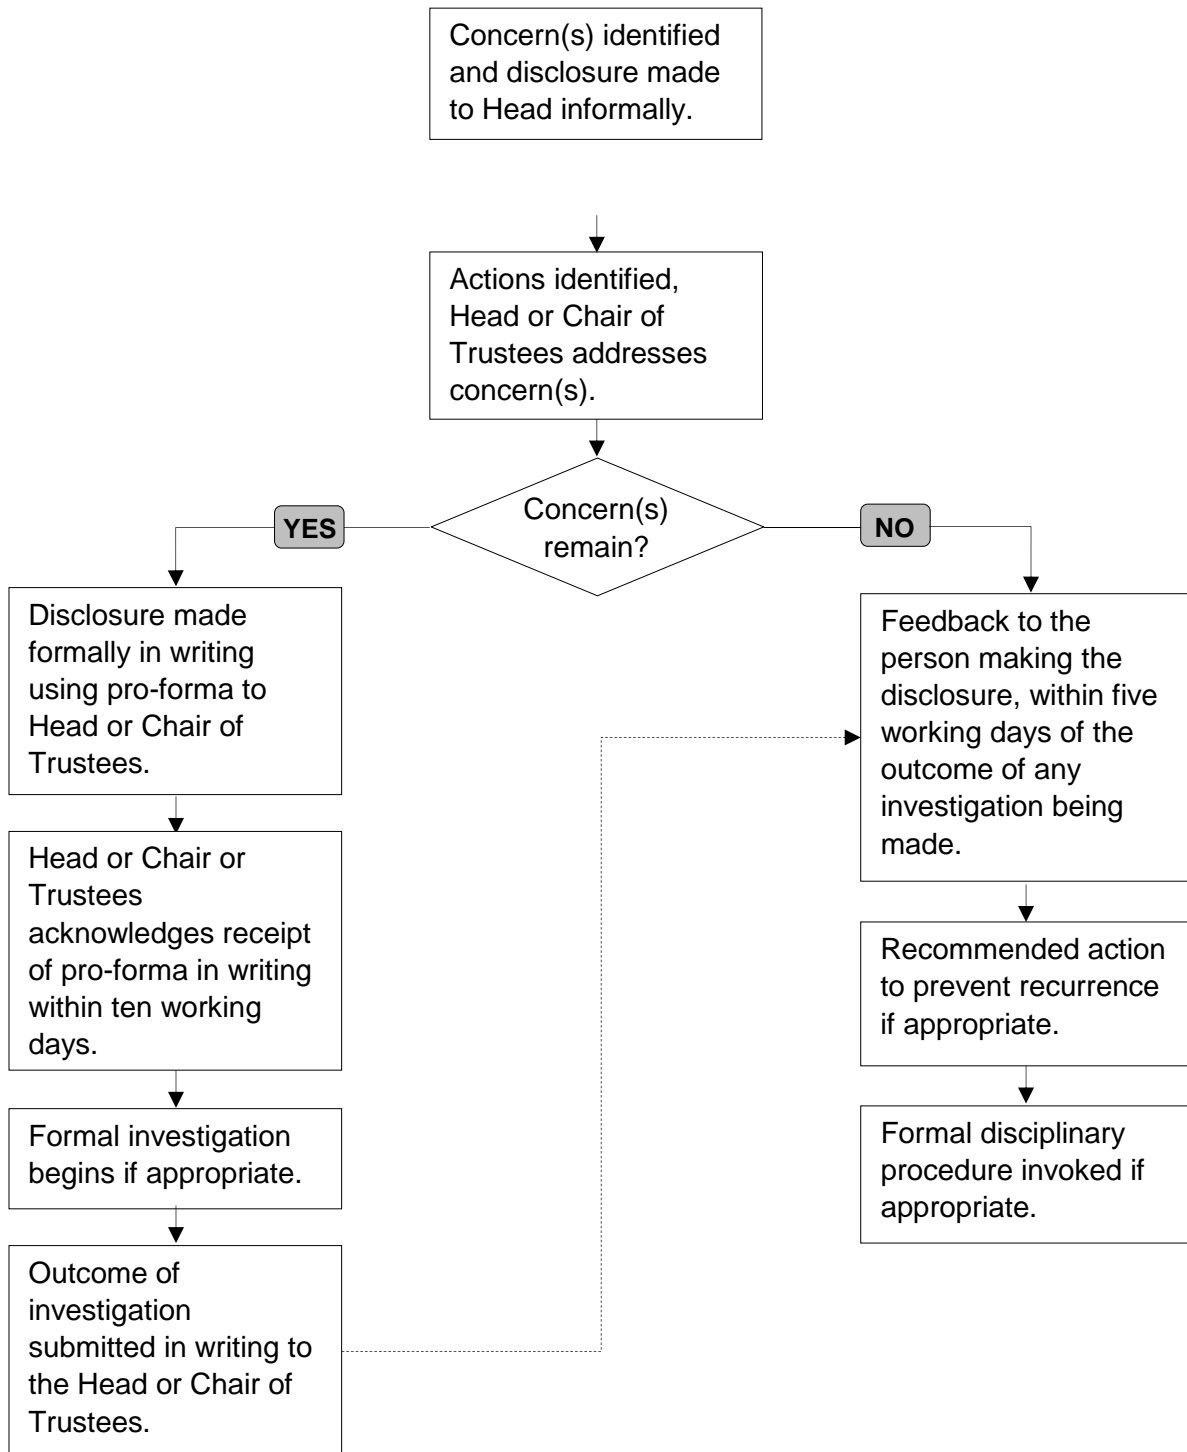 Concern(s) identified
and disclosure made
to Head informally.
Actions identified,
Head or Chair of
Trustees addresses
concern(s).
Concern(s)
remain?
YES
NO
Disclosure made
formally in writing
using pro-forma to
Head or Chair of
Trustees.
Head or Chair or
Trustees
acknowledges receipt
of pro-forma in writing
within ten working
days.
Formal investigation
begins if appropriate.
Outcome of
investigation
submitted in writing to
the Head or Chair of
Trustees.
Feedback to the
person making the
disclosure, within five
working days of the
outcome of any
investigation being
made.
Recommended action
to prevent recurrence
if appropriate.
Formal disciplinary
procedure invoked if
appropriate.